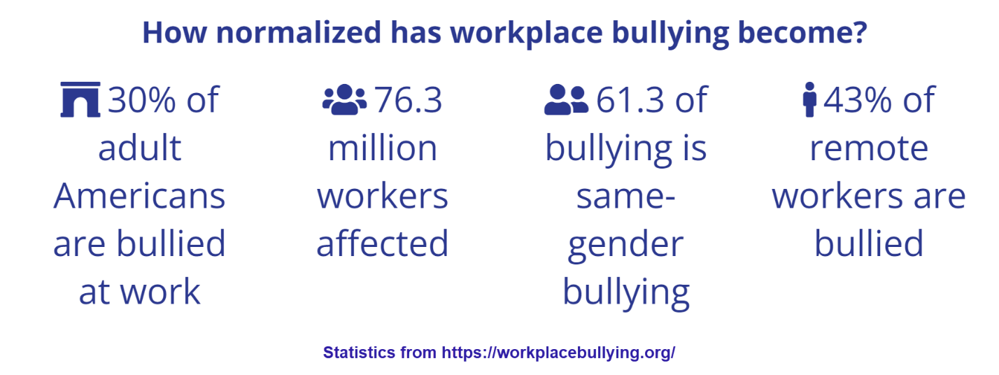 How normalized has workplace bullying become?
30% of
adult
Americans
are bullied
at work
76.3
million
workers
affected
61.3 of
bullying is
same-
gender
bullying
43% of
remote
workers are
bullied
Statistics from https://workplacebullying.org/